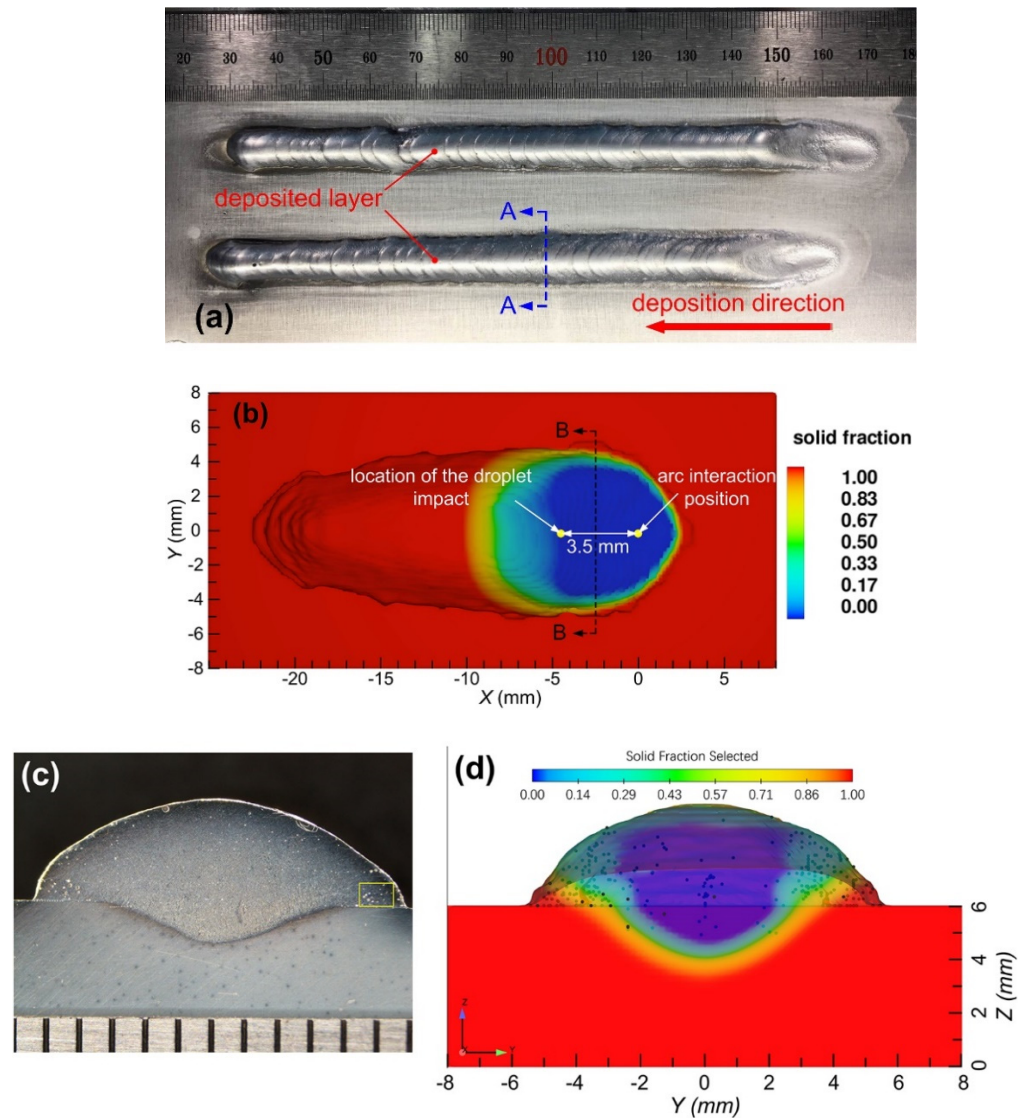 20 30 40 50 60 70 80 90 100 110 120 130 140 150 160 170 18
deposited layer
A
A
deposition direction
(a)
8
6
4
2
0
-2
-4
-6
-8
Y (mm)
(b)
B
B
location of the droplet
impact
arc interaction
position
3.5 mm
-20 -15 -10 -5 0 5
X (mm)
solid fraction
1.00
0.83
0.67
0.50
0.33
0.17
0.00
(c)
(d)
Solid Fraction Selected
0.00 0.14 0.29 0.43 0.57 0.71 0.86 1.00
6
4
2
0
Z (mm)
Z
Y
-8 -6 -4 -2 0 2 4 6 8
Y (mm)